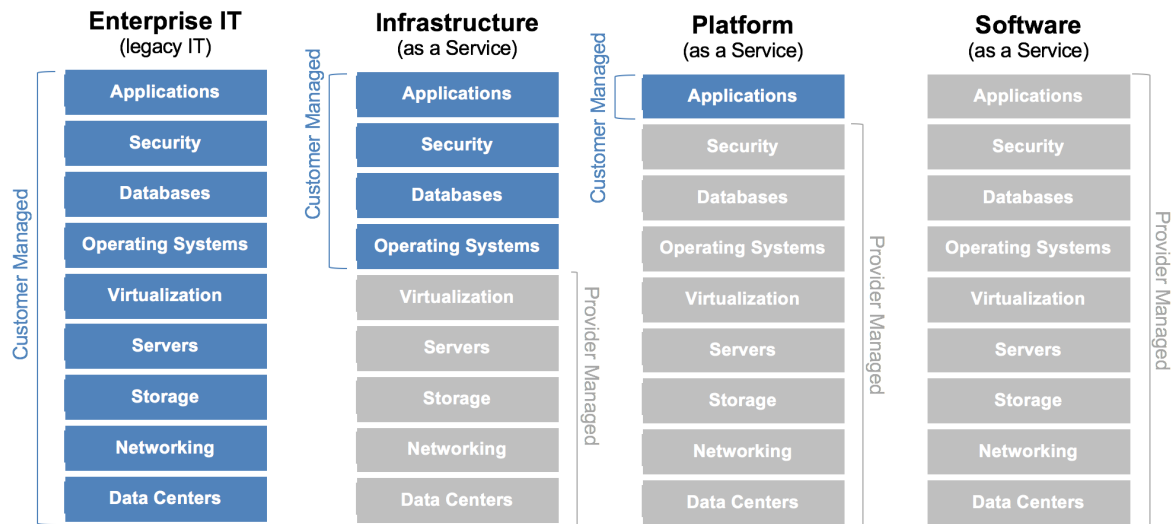 Enterprise IT
(legacy IT)
Customer Managed
Applications
Security
Databases
Operating Systems
Virtualization
Servers
Storage
Networking
Data Centers
Infrastructure
(as a Service)
Customer Managed
Applications
Security
Databases
Operating Systems
Virtualization
Servers
Storage
Networking
Data Centers
Provider Managed
Platform
(as a Service)
Customer Managed
Applications
Security
Databases
Operating Systems
Virtualization
Servers
Storage
Networking
Data Centers
Provider Managed
Software
(as a Service)
Applications
Security
Databases
Operating Systems
Virtualization
Servers
Storage
Networking
Data Centers
Provider Managed